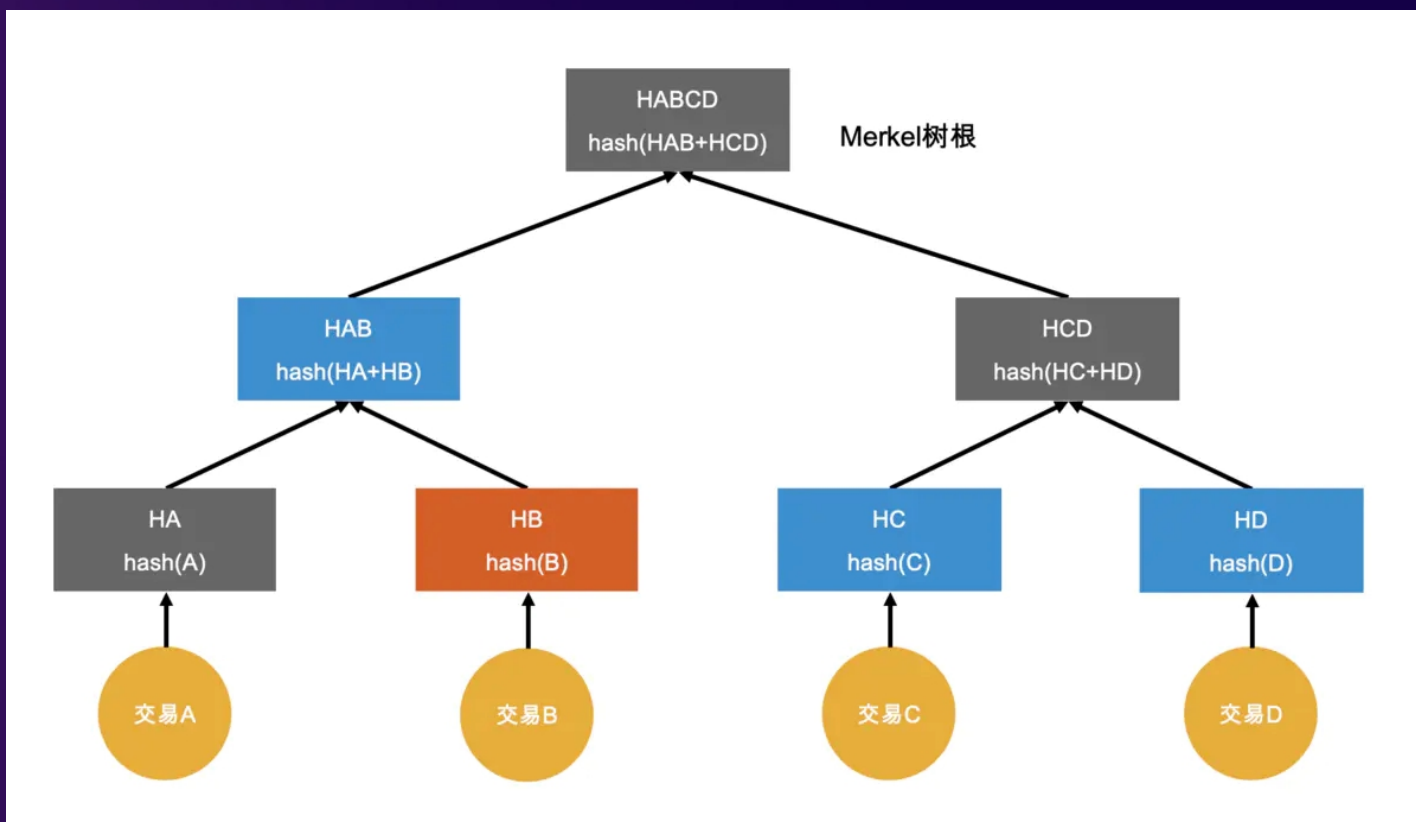 HABCD
hash(HAB+HCD)
Merkel树根
HAB
hash(HA+HB)
HCD
hash(HC+HD)
HA
hash(A)
HB
hash(B)
HC
hash(C)
HD
hash(D)
交易A
交易B
交易C
交易D